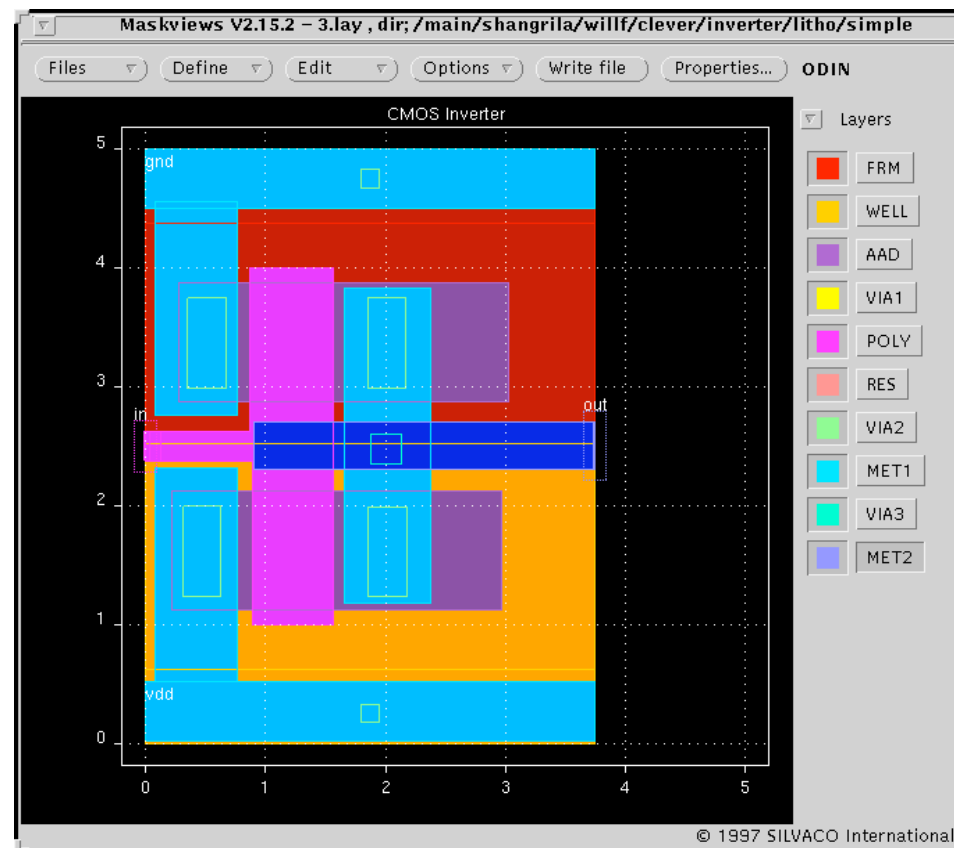 Maskviews V2.15.2 – 3.lay , dir; /main/shangrila/willf/clever/inverter/litho/simple
Files Define Edit Options Write file Properties... ODIN
CMOS Inverter
Layers
FRM
WELL
AAD
VIA1
POLY
RES
VIA2
MET1
VIA3
MET2
5
gnd
4
3
in
out
2
1
vdd
0
0 1 2 3 4 5
© 1997 SILVACO International